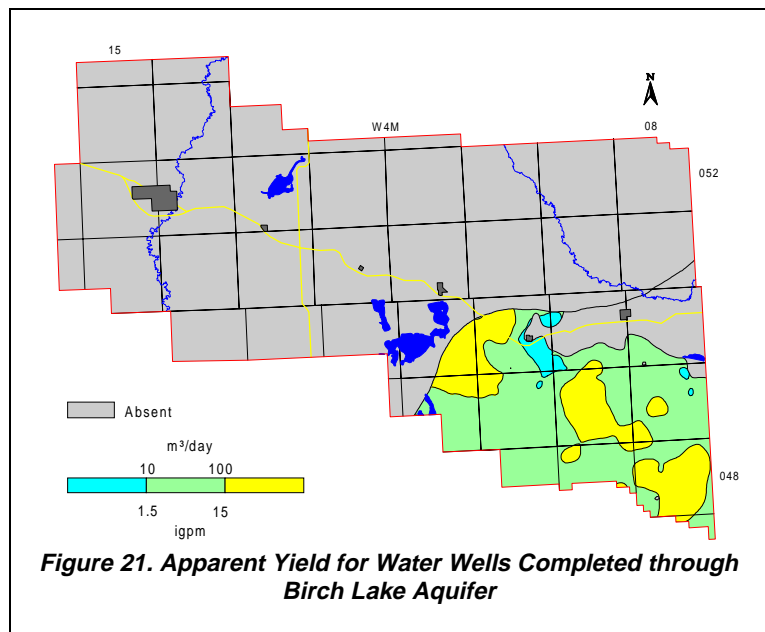 15
N
W4M
08
052
Absent
m³/day
10 100
048
1.5 15
igpm
Figure 21. Apparent Yield for Water Wells Completed through
Birch Lake Aquifer